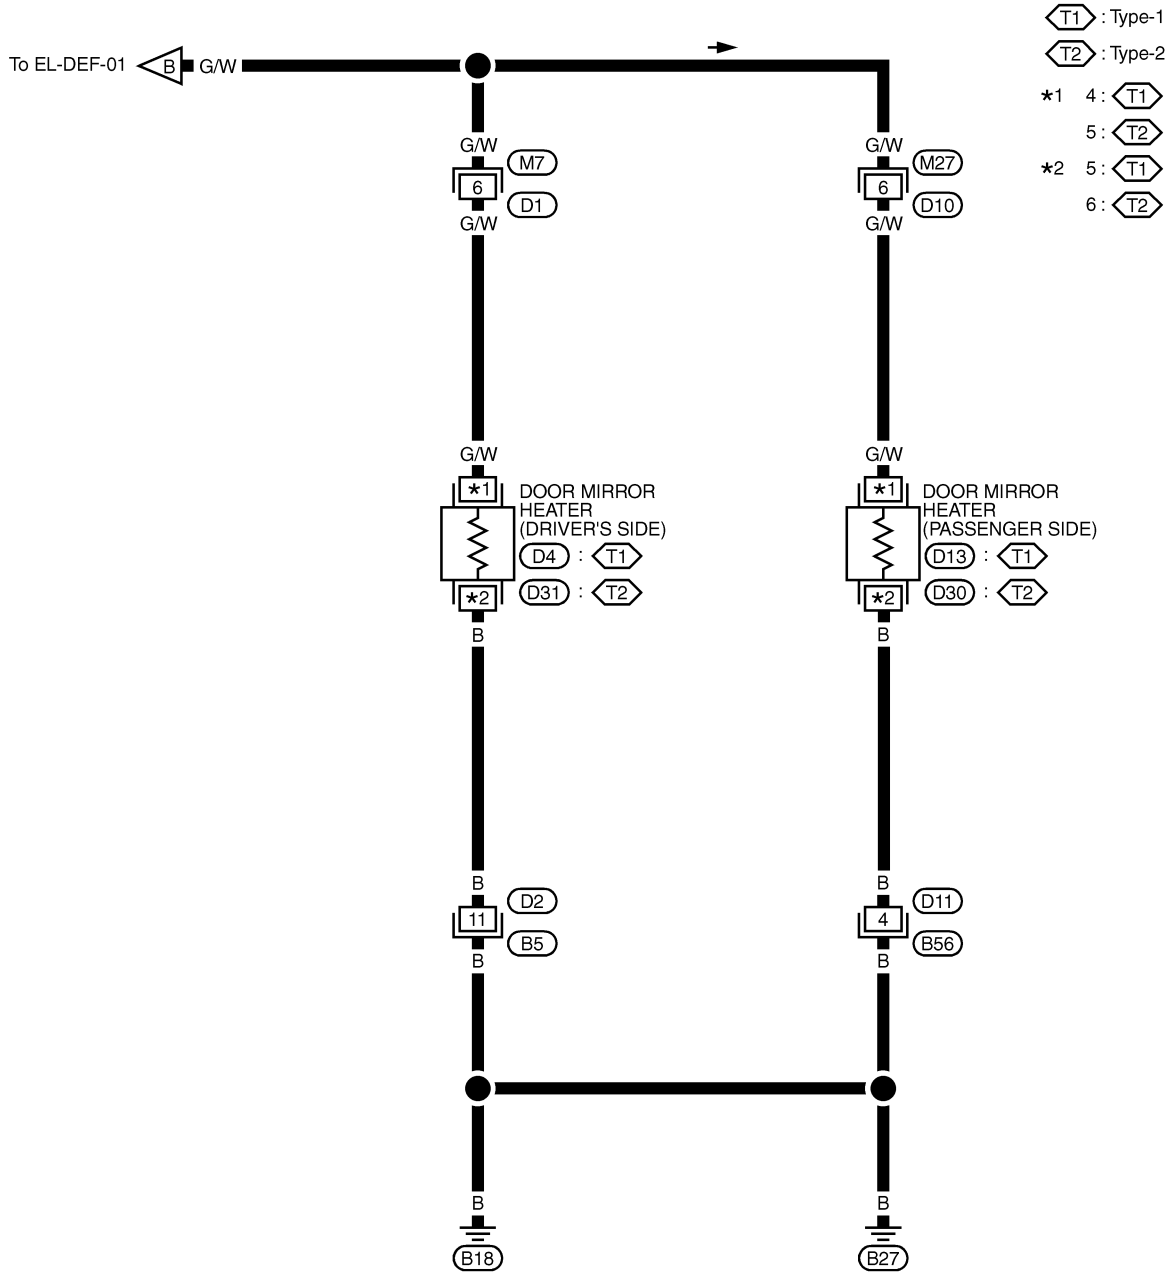 T1 : Type-1
T2 : Type-2
*1 4 : T1
5 : T2
*2 5 : T1
6 : T2
To EL-DEF-01 B G/W
G/W G/W
M7 M27
6 6
D1 D10
G/W G/W
G/W G/W
*1 *1
DOOR MIRROR
HEATER
(DRIVER'S SIDE)
D4 : T1
D31 : T2
DOOR MIRROR
HEATER
(PASSENGER SIDE)
D13 : T1
D30 : T2
*2 *2
B B
B B
D2 D11
11 4
B5 B56
B B
B B
B18 B27